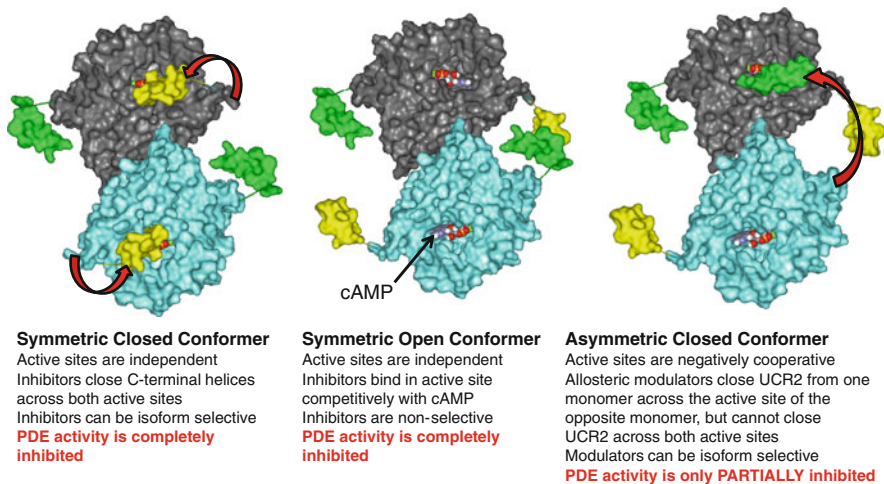 cAMP
Symmetric Closed Conformer
Active sites are independent
Inhibitors close C-terminal helices
across both active sites
Inhibitors can be isoform selective
PDE activity is completely
inhibited
Symmetric Open Conformer
Active sites are independent
Inhibitors bind in active site
competitively with cAMP
Inhibitors are non-selective
PDE activity is completely
inhibited
Asymmetric Closed Conformer
Active sites are negatively cooperative
Allosteric modulators close UCR2 from one
monomer across the active site of the
opposite monomer, but cannot close
UCR2 across both active sites
Modulators can be isoform selective
PDE activity is only PARTIALLY inhibited